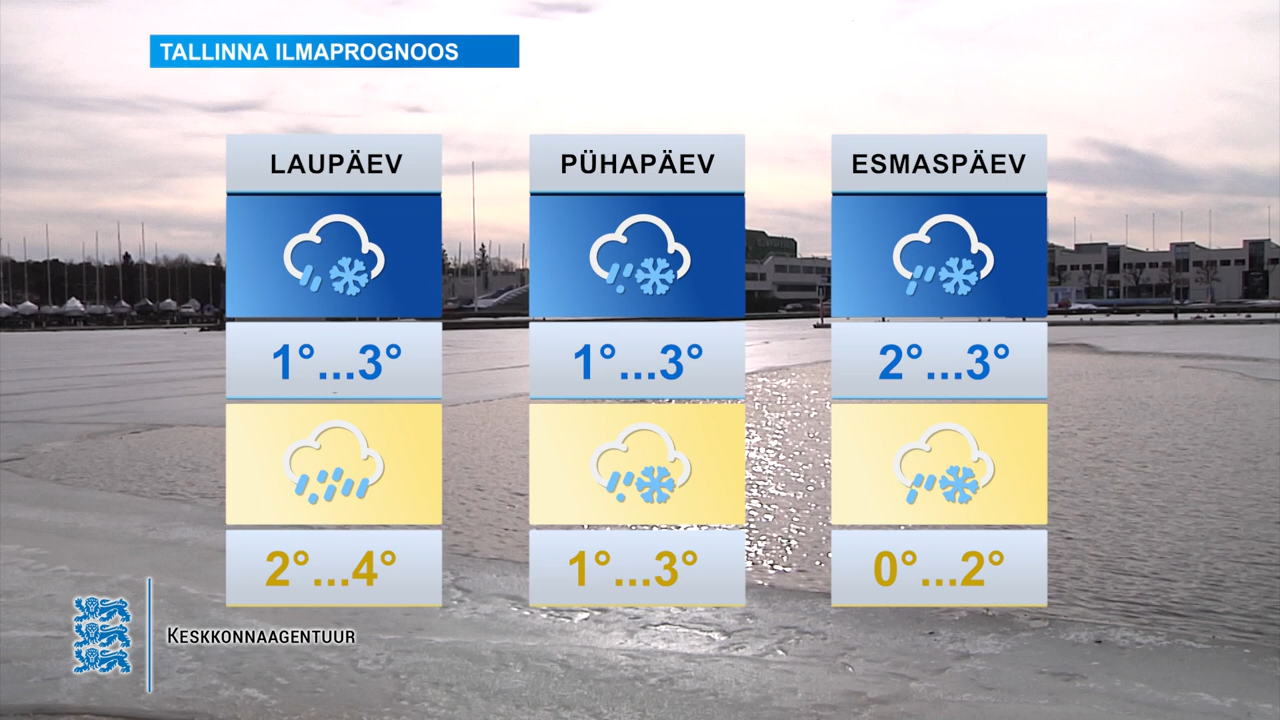 TALLINNA ILMAPROGNOOS
LAUPÄEV
PÜHAPÄEV
ESMASPÄEV
1°...3°
1°...3°
2°...3°
2°...4°
1°...3°
0°...2°
KESKKONNAAGENTUUR